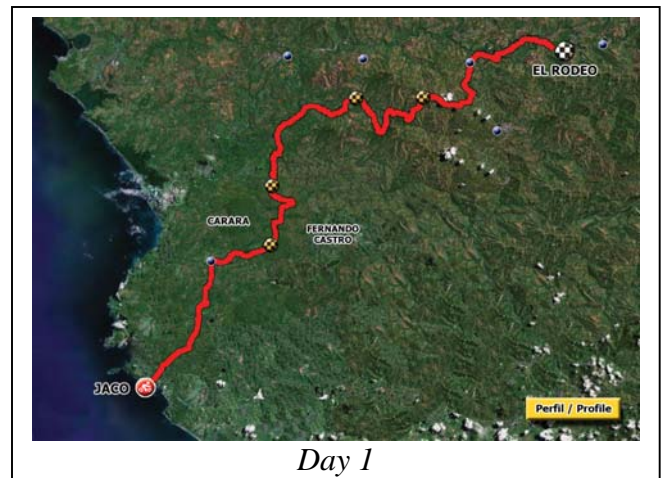 EL RODEO
CARARA
FERNANDO
CASTRO
JACO
Perfil / Profile
Day 1